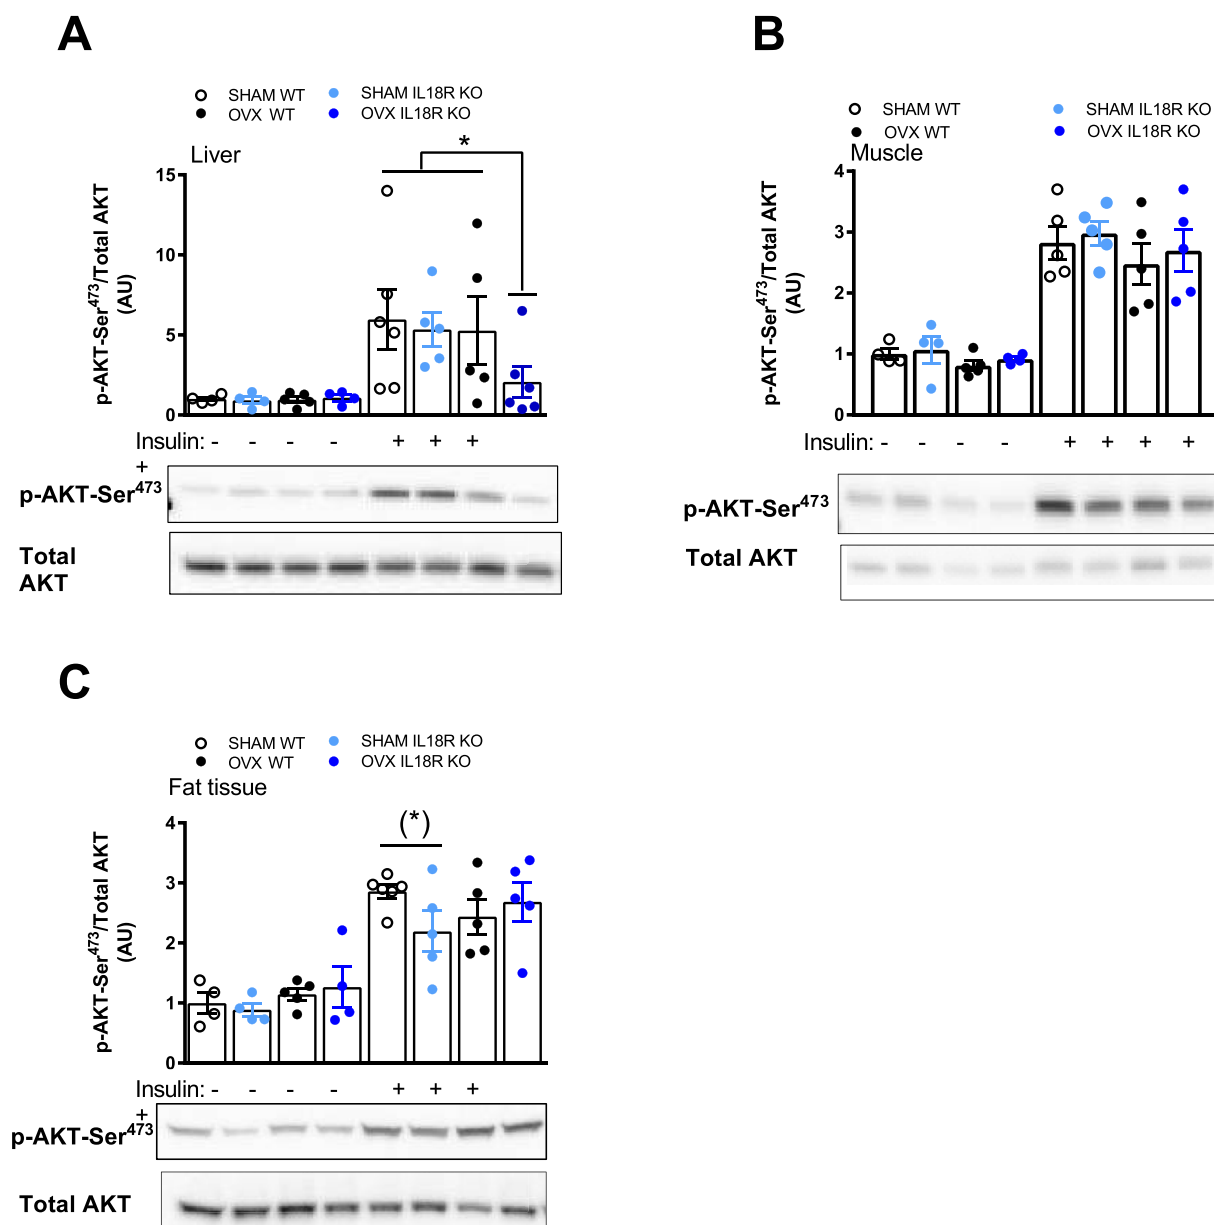 A
SHAM WT
SHAM IL18R KO
OVX WT
OVX IL18R KO
Liver
*
p-AKT-Ser473/Total AKT
(AU)
15
10
5
0
Insulin: - - - - + + +
+
p-AKT-Ser473
Total
AKT
B
SHAM WT
SHAM IL18R KO
OVX WT
OVX IL18R KO
Muscle
p-AKT-Ser473/Total AKT
(AU)
4
3
2
1
0
Insulin: - - - - + + + +
p-AKT-Ser473
Total AKT
C
SHAM WT
SHAM IL18R KO
OVX WT
OVX IL18R KO
Fat tissue
(*)
p-AKT-Ser473/Total AKT
(AU)
4
3
2
1
0
Insulin: - - - - + + +
+
p-AKT-Ser473
Total AKT